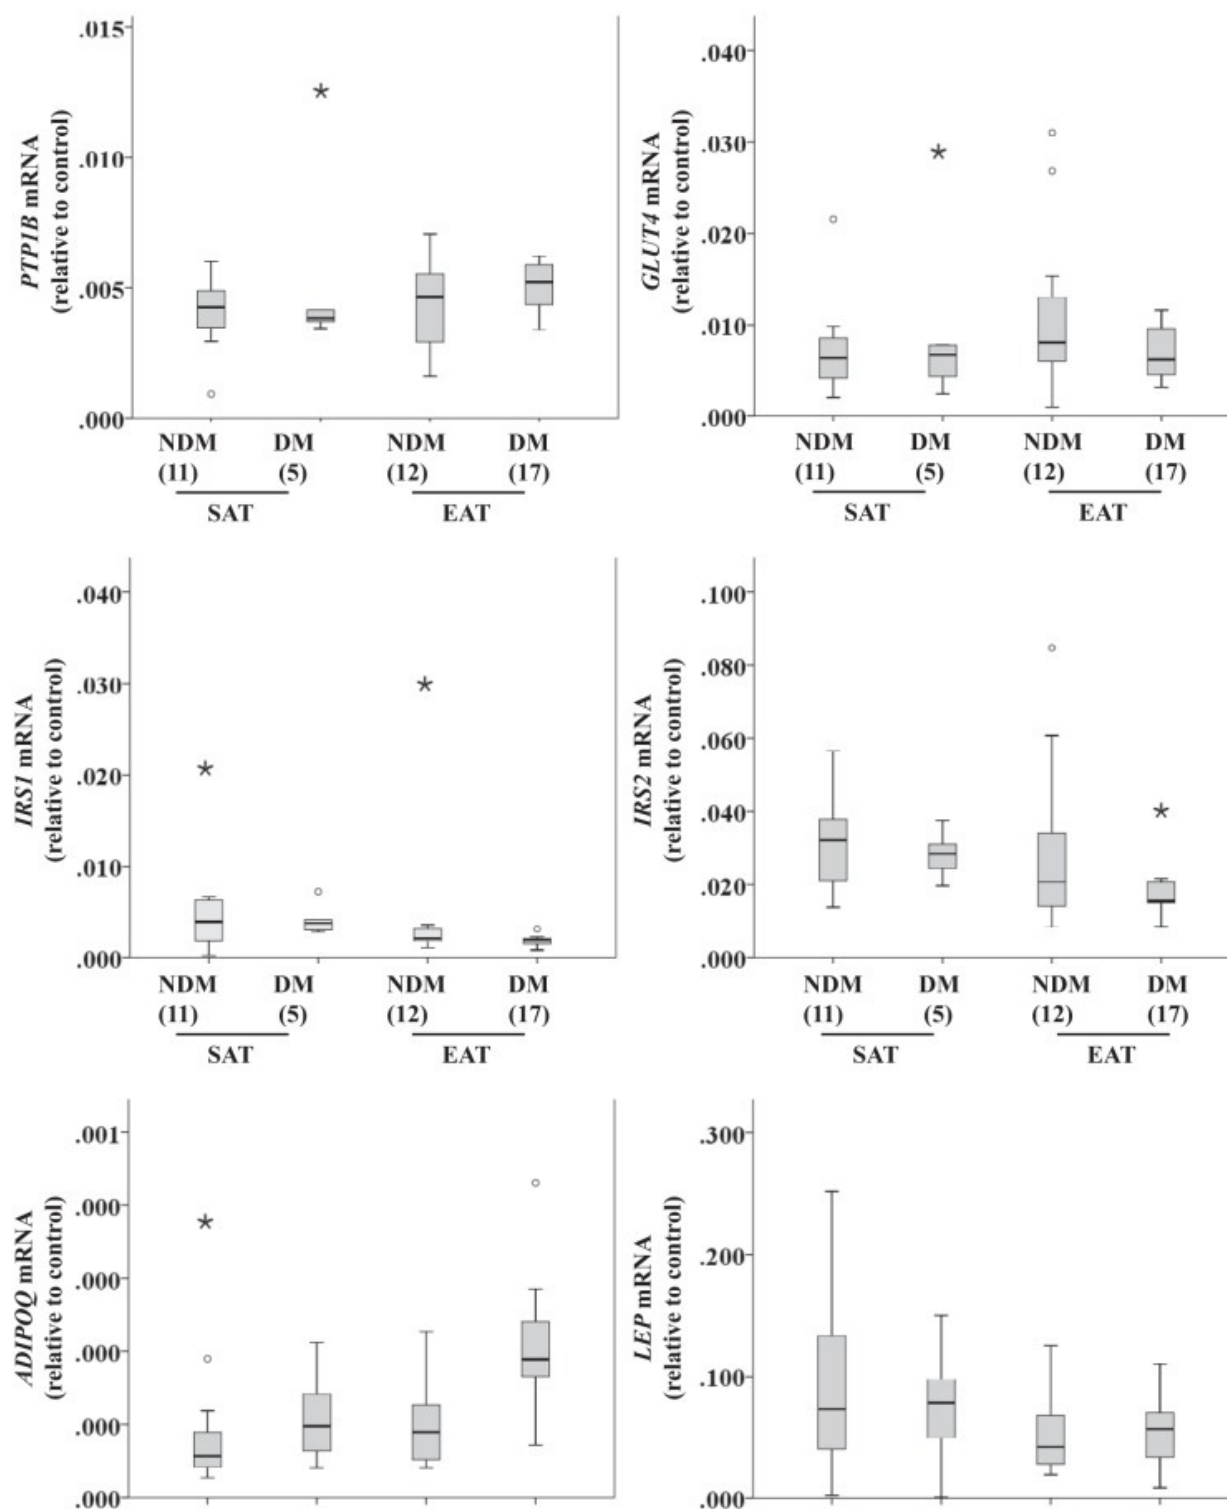 PTP1B mRNA
(relative to control)
.015
.010
.005
.000
NDM DM NDM DM
(11) (5) (12) (17)
SAT EAT
GLUT4 mRNA
(relative to control)
.040
.030
.020
.010
.000
NDM DM NDM DM
(11) (5) (12) (17)
SAT EAT
IRS1 mRNA
(relative to control)
.040
.030
.020
.010
.000
NDM DM NDM DM
(11) (5) (12) (17)
SAT EAT
IRS2 mRNA
(relative to control)
.100
.080
.060
.040
.020
.000
NDM DM NDM DM
(11) (5) (12) (17)
SAT EAT
ADIPOQ mRNA
(relative to control)
.001
.000
.000
.000
.000
.000
LEP mRNA
(relative to control)
.300
.200
.100
.000